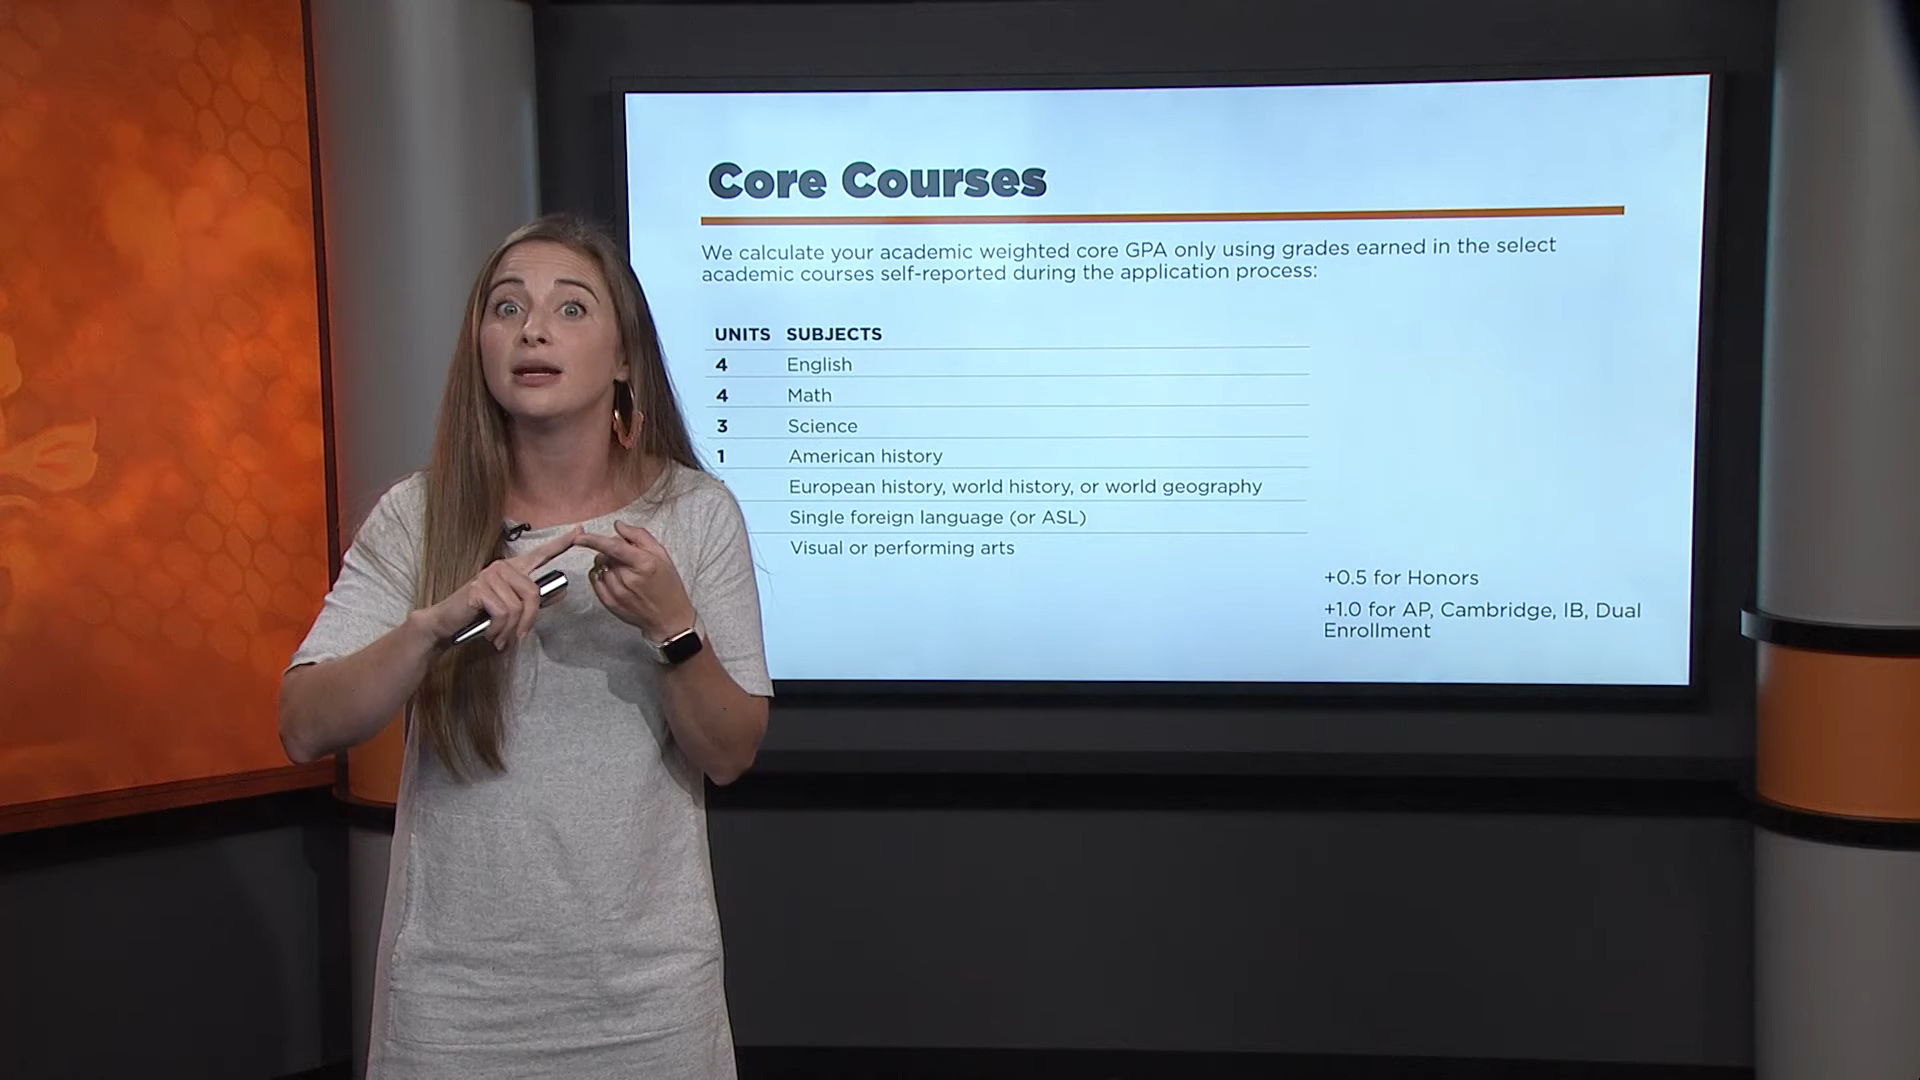 Core Courses
We calculate your academic weighted core GPA only using grades earned in the select
academic courses self-reported during the application process:
UNITS SUBJECTS
4 English
4 Math
3 Science
1 American history
European history, world history, or world geography
Single foreign language (or ASL)
Visual or performing arts
+0.5 for Honors
+1.0 for AP, Cambridge, IB, Dual
Enrollment